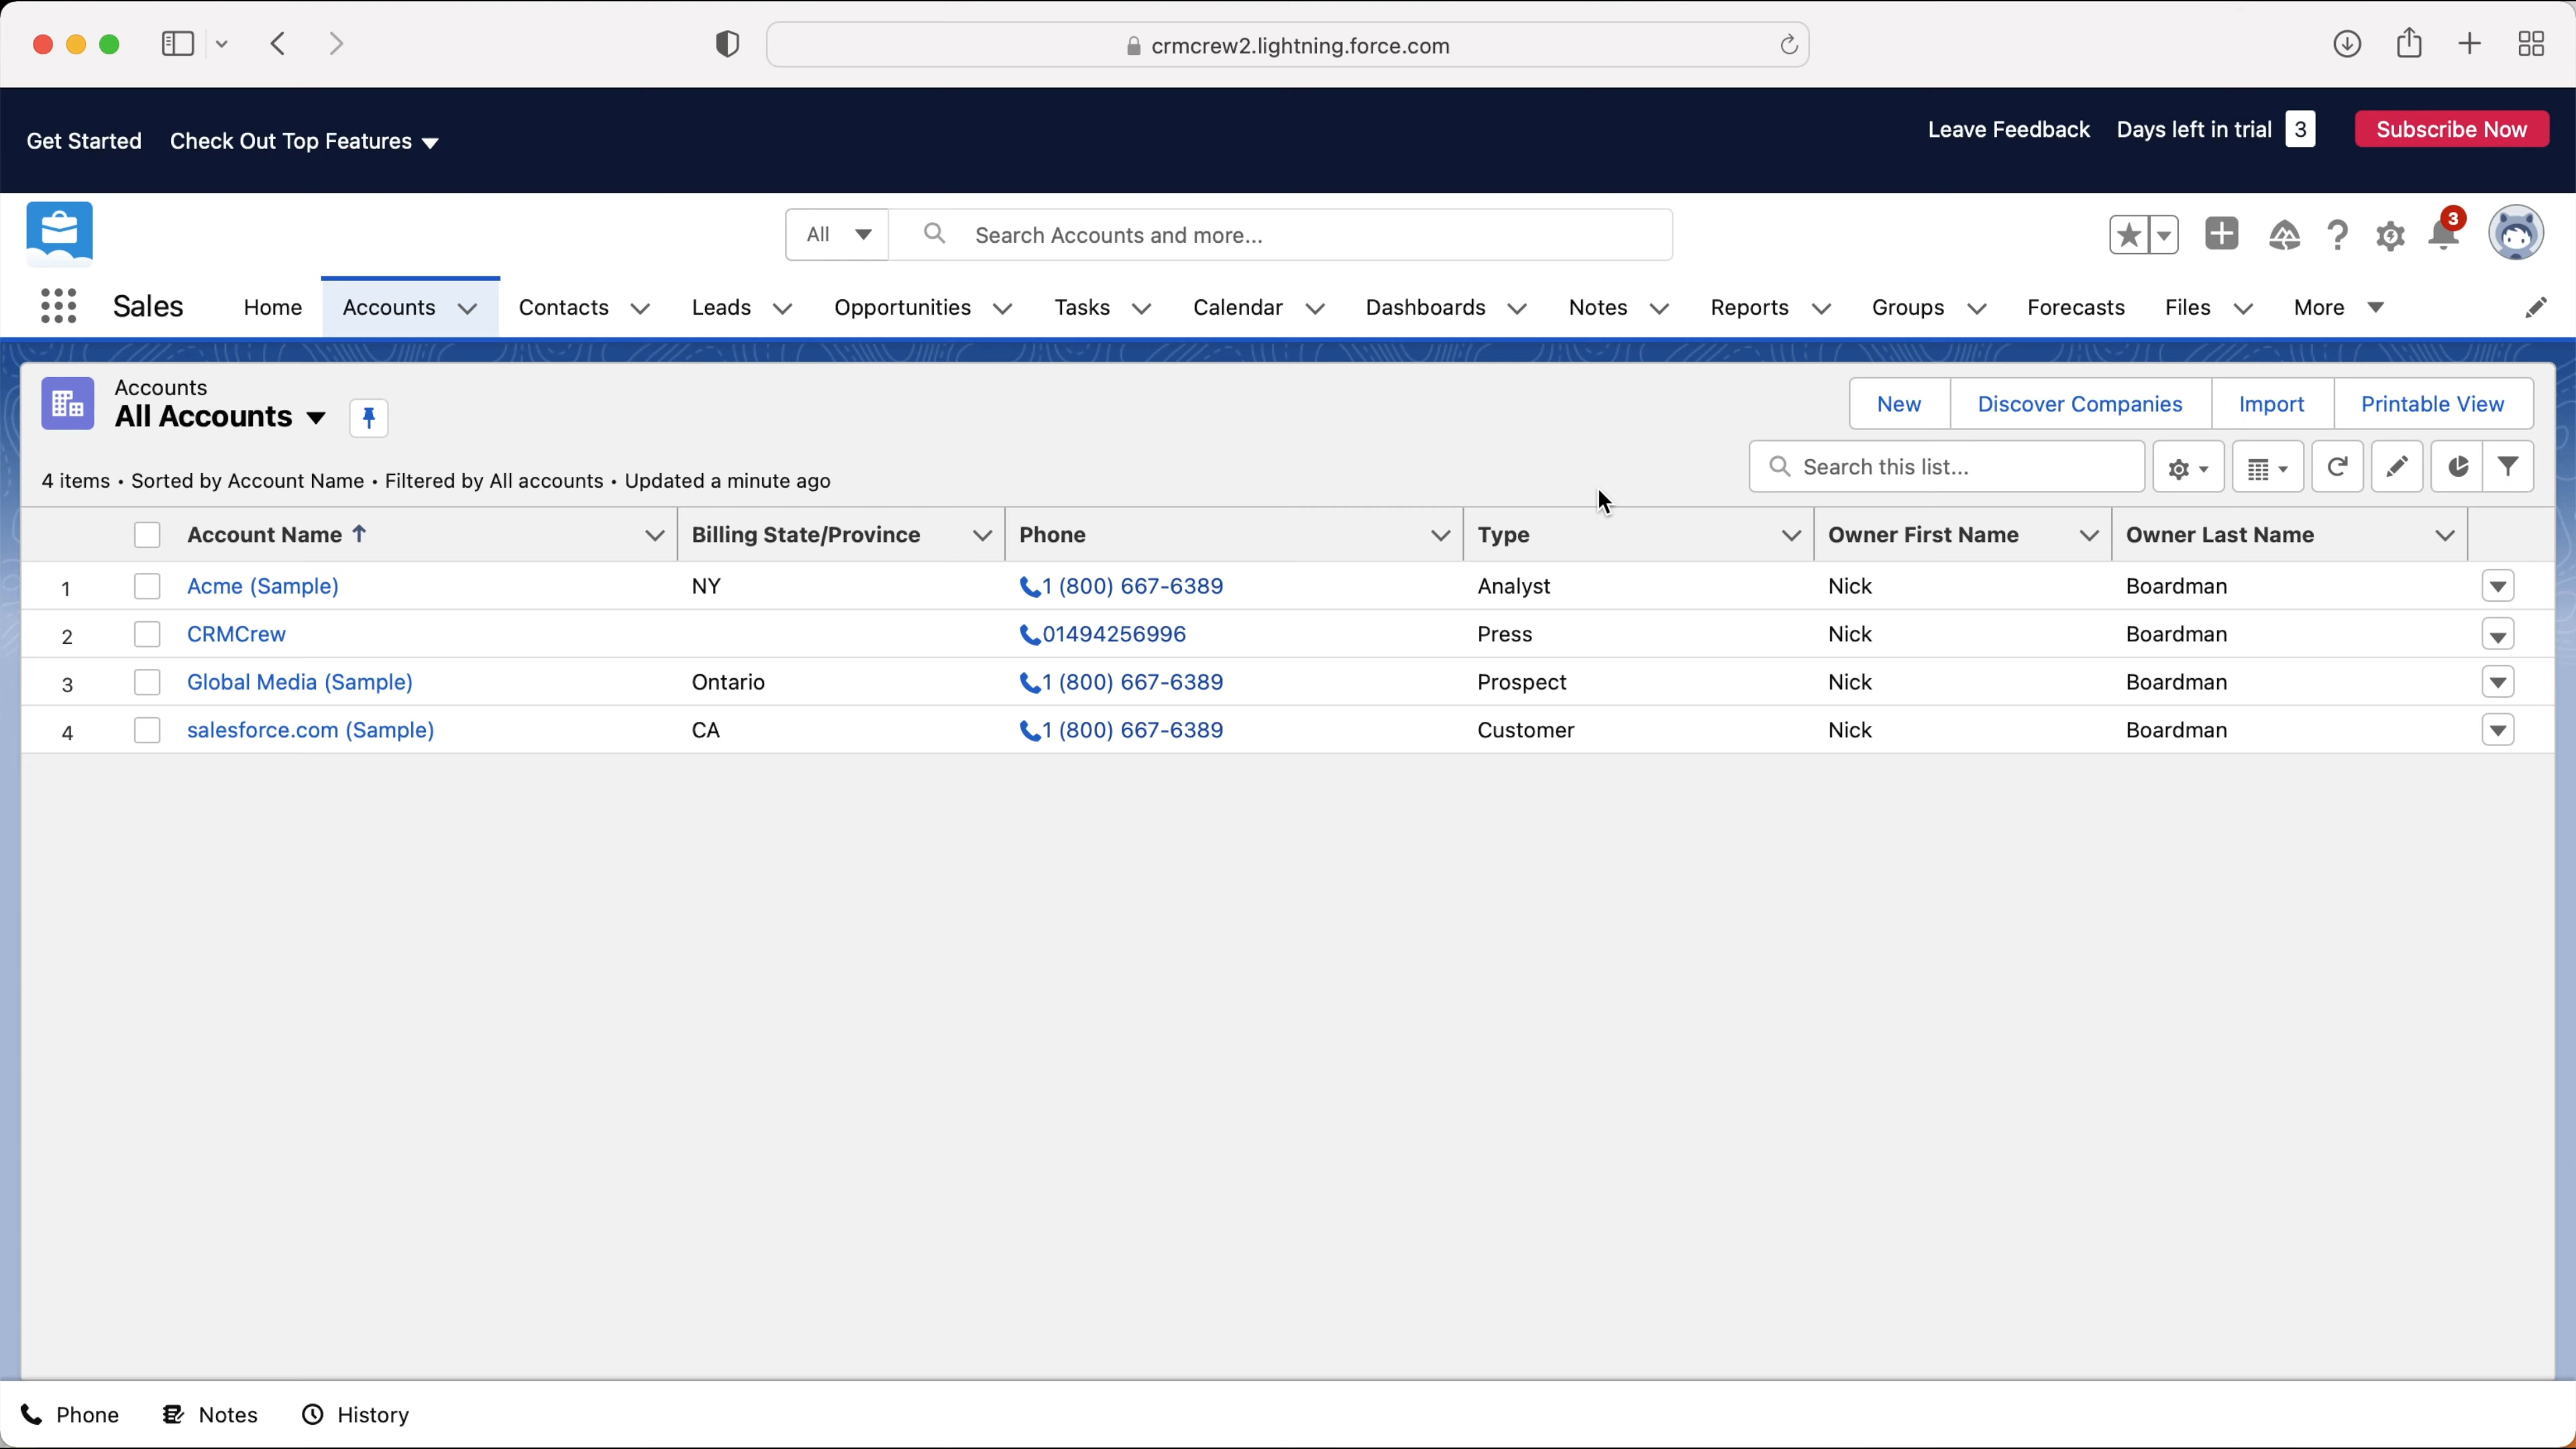 crmcrew2.lightning.force.com
Get Started Check Out Top Features Leave Feedback Days left in trial 3 Subscribe Now
All Search Accounts and more... 3
Sales Home Accounts Contacts Leads Opportunities Tasks Calendar Dashboards Notes Reports Groups Forecasts Files More
Accounts
All Accounts
New Discover Companies Import Printable View
4 items • Sorted by Account Name • Filtered by All accounts • Updated a minute ago
Search this list...
Account Name Billing State/Province Phone Type Owner First Name Owner Last Name
1 Acme (Sample) NY 1 (800) 667-6389 Analyst Nick Boardman
2 CRMCrew 01494256996 Press Nick Boardman
3 Global Media (Sample) Ontario 1 (800) 667-6389 Prospect Nick Boardman
4 salesforce.com (Sample) CA 1 (800) 667-6389 Customer Nick Boardman
Phone Notes History